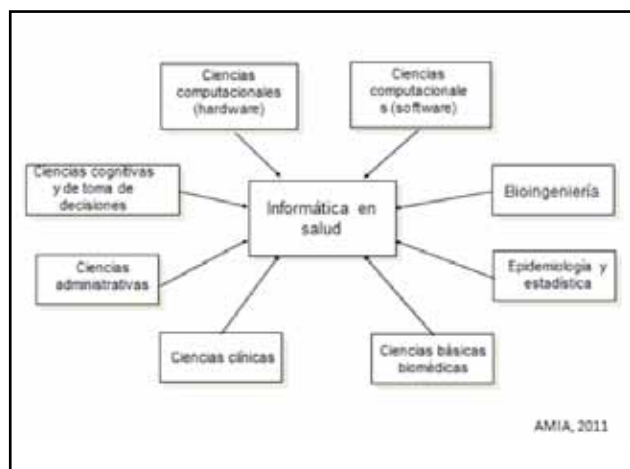 Ciencias
computacionales
(hardware)
Ciencias
computacionale
s (software)
Ciencias cognitivas
y de toma de
decisiones
Informática en
salud
Bioingeniería
Ciencias
administrativas
Epidemiología y
estadística
Ciencias clínicas
Ciencias básicas
biomédicas
AMIA, 2011